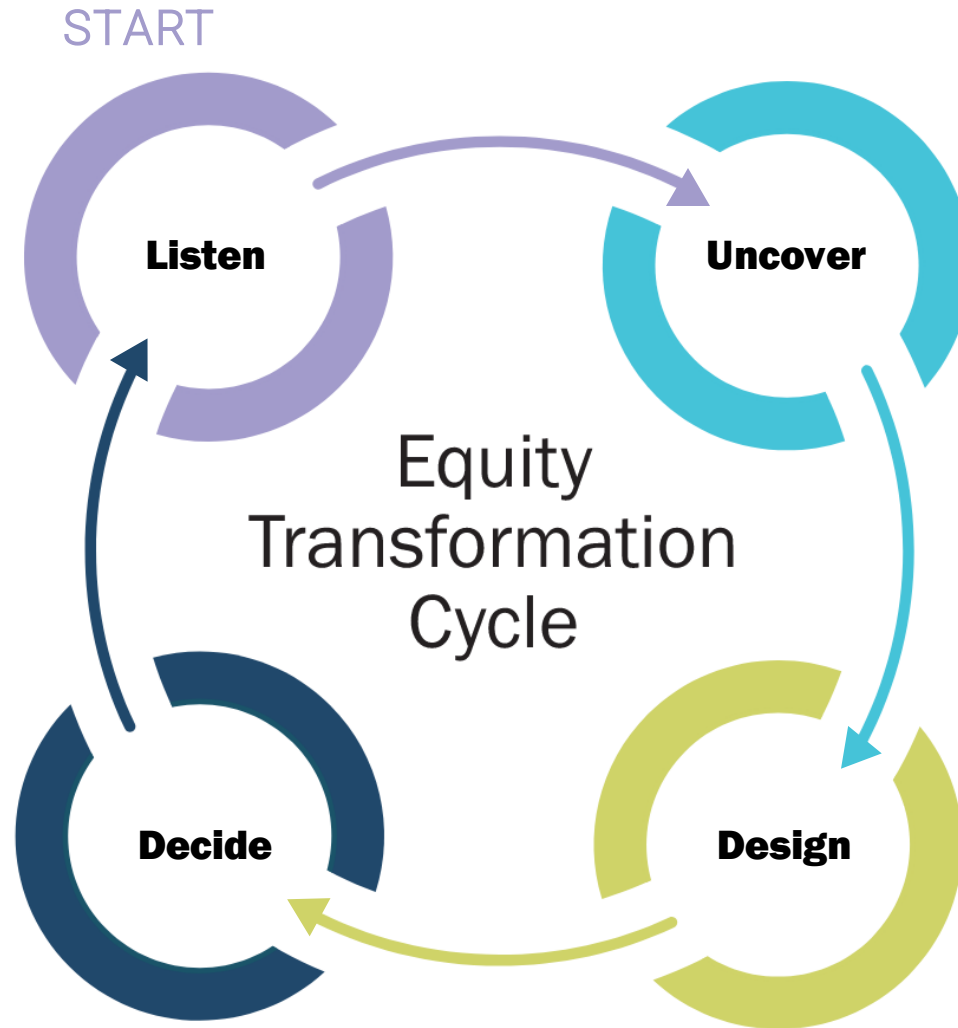 START
Listen
Uncover
Equity
Transformation
Cycle
Decide
Design